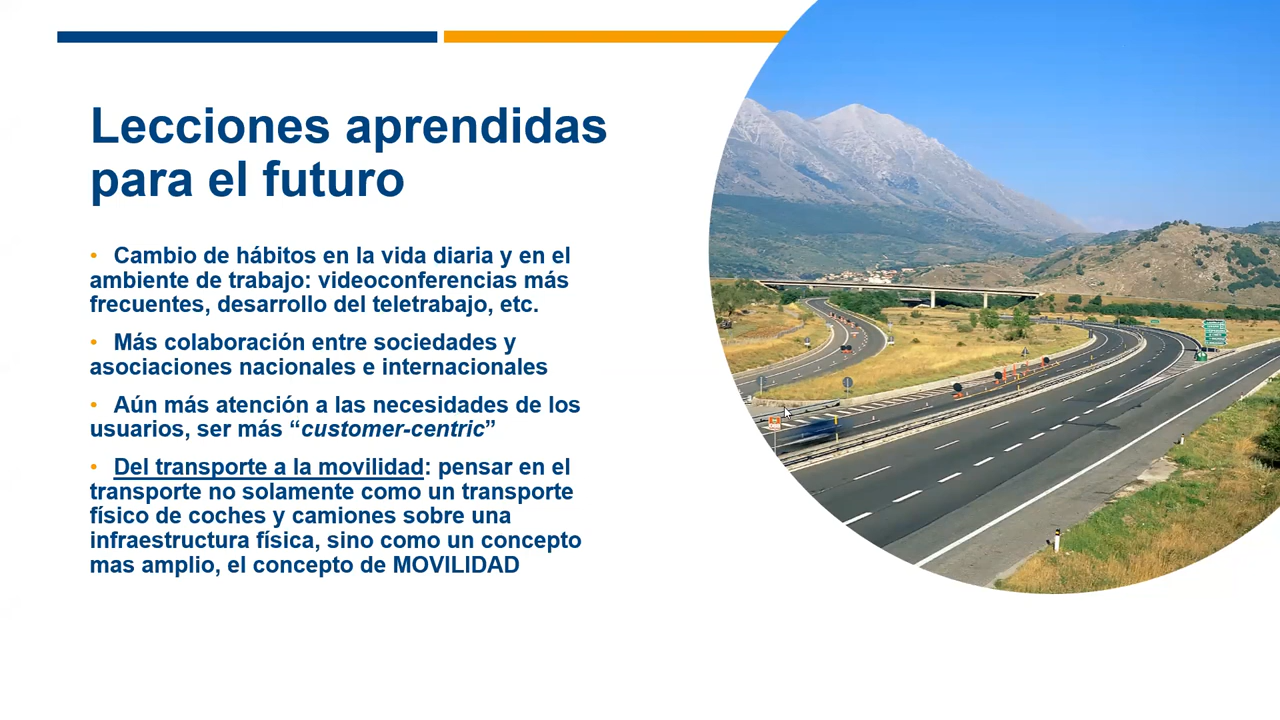 Lecciones aprendidas
para el futuro
• Cambio de hábitos en la vida diaria y en el
ambiente de trabajo: videoconferencias más
frecuentes, desarrollo del teletrabajo, etc.
• Más colaboración entre sociedades y
asociaciones nacionales e internacionales
• Aún más atención a las necesidades de los
usuarios, ser más “customer-centric”
• Del transporte a la movilidad: pensar en el
transporte no solamente como un transporte
físico de coches y camiones sobre una
infraestructura física, sino como un concepto
mas amplio, el concepto de MOVILIDAD